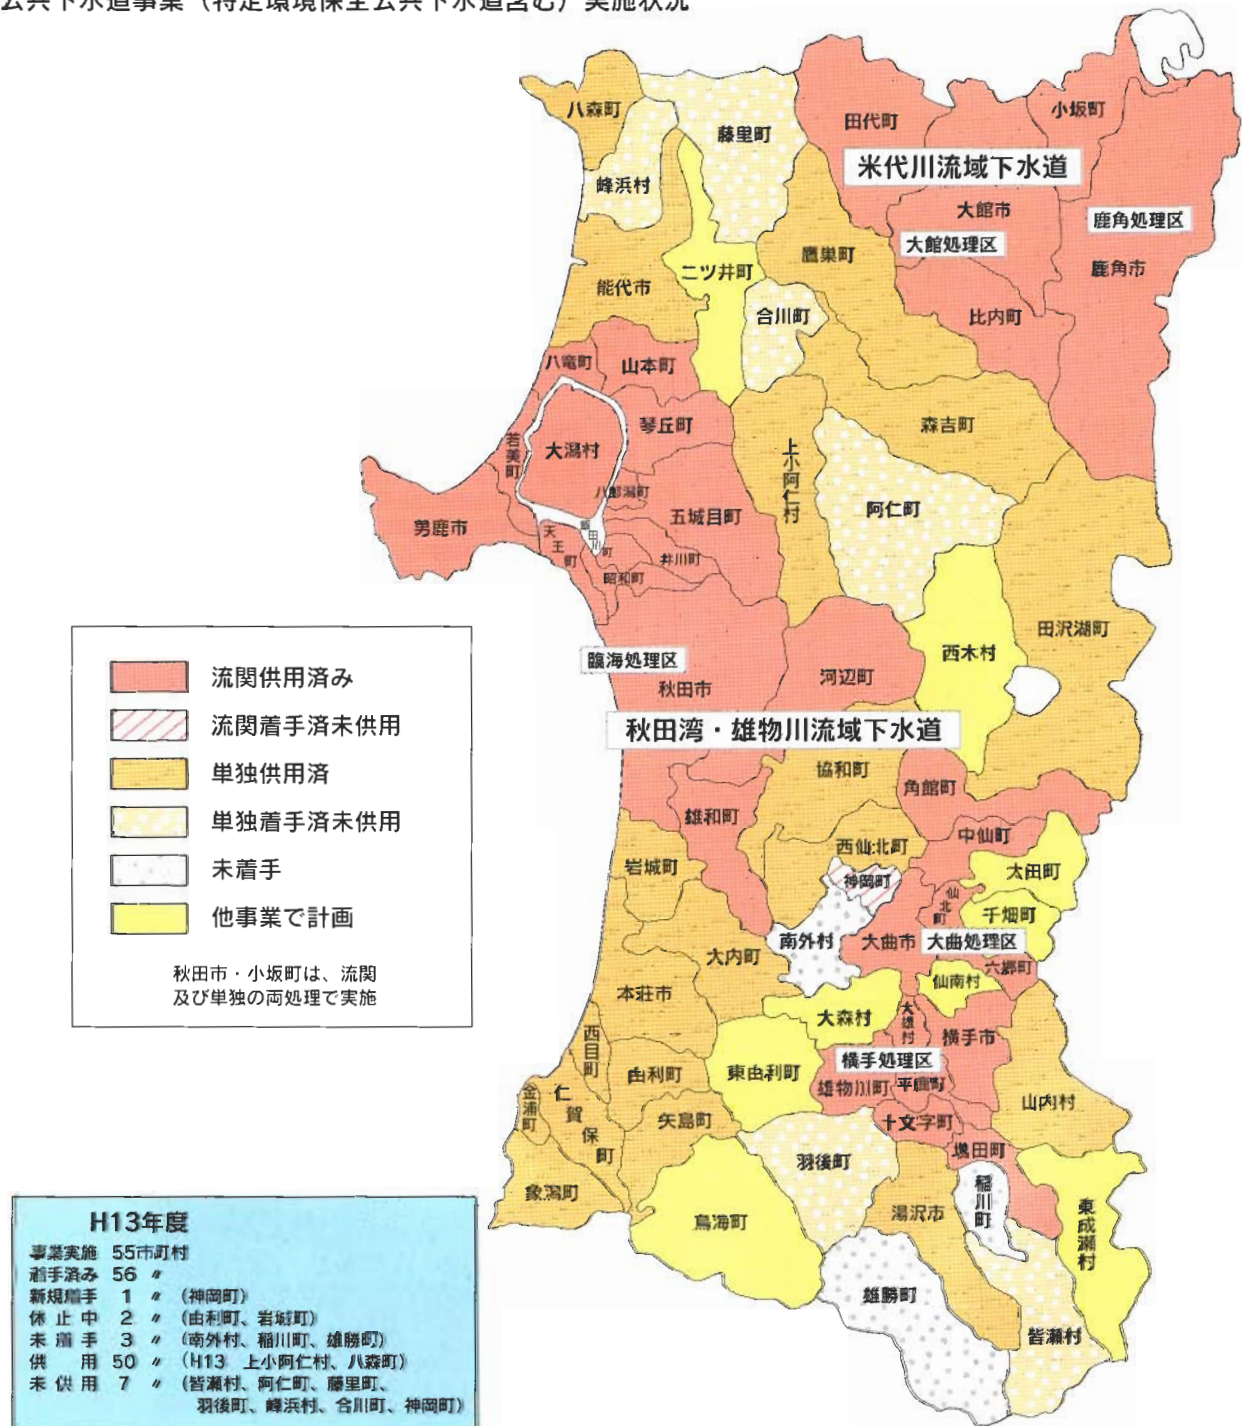 公共下水道事業（特定環境保全公共下水道含む）実施状況
八森町
藤里町
田代町
小坂町
米代川流域下水道
峰浜村
大館市
鹿角処理区
大館処理区
二ツ井町
鷹巣町
鹿角市
能代市
合川町
比内町
八竜町
山本町
琴丘町
森吉町
若美町
大潟村
上小阿仁村
八郎潟町
阿仁町
五城目町
男鹿市
天王町
飯田川町
井川町
昭和町
田沢湖町
西木村
臨海処理区
河辺町
秋田市
秋田湾・雄物川流域下水道
協和町
角館町
雄和町
中仙町
西仙北町
岩城町
太田町
神岡町
仙北町
千畑町
南外村
大曲市
大曲処理区
大内町
六郷町
仙南村
本荘市
大森村
大雄村
横手市
西目町
横手処理区
東由利町
由利町
雄物川町
平鹿町
山内村
金浦町
仁賀保町
矢島町
十文字町
増田町
羽後町
象潟町
稲川町
湯沢市
鳥海町
東成瀬村
雄勝町
皆瀬村
流関供用済み
流関着手済未供用
単独供用済
単独着手済未供用
未着手
他事業で計画
秋田市・小坂町は、流関
及び単独の両処理で実施
H13年度
事業実施 55市町村
着手済み 56 〃
新規着手 1 〃 （神岡町）
休止中 2 〃 （由利町、岩城町）
未着手 3 〃 （南外村、稲川町、雄勝町）
供用 50 〃 （H13 上小阿仁村、八森町）
未供用 7 〃 （皆瀬村、阿仁町、藤里町、
羽後町、峰浜村、合川町、神岡町）